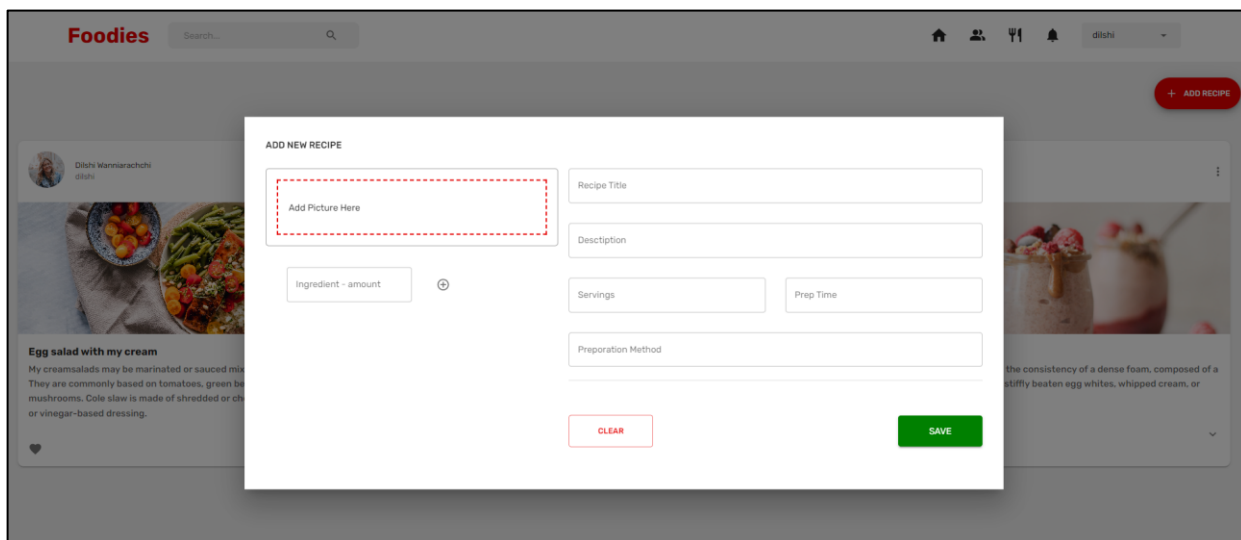 Foodies
Search...
dilshi
+ ADD RECIPE
Dilshi Wanniarachchi
dilshi
ADD NEW RECIPE
Add Picture Here
Ingredient - amount
Recipe Title
Desctiption
Servings
Prep Time
Preporation Method
CLEAR
SAVE
Egg salad with my cream
My creamsalads may be marinated or sauced mix
They are commonly based on tomatoes, green be
mushrooms. Cole slaw is made of shredded or ch
or vinegar-based dressing.
the consistency of a dense foam, composed of a
stiffly beaten egg whites, whipped cream, or